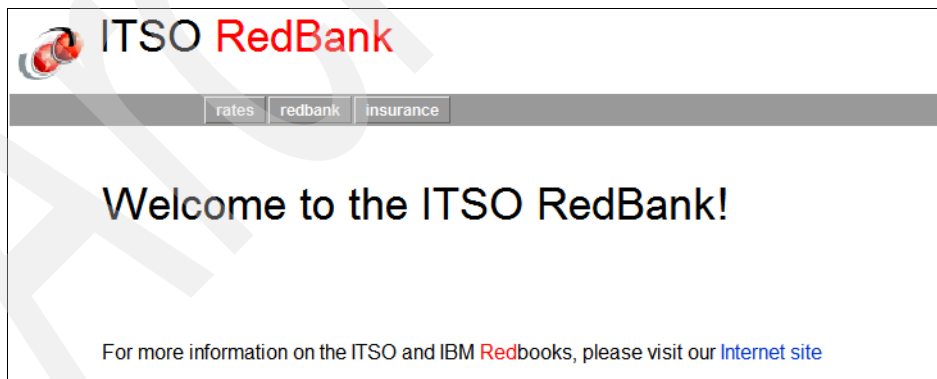 ITSO RedBank
rates redbank insurance
Welcome to the ITSO RedBank!
For more information on the ITSO and IBM Redbooks, please visit our Internet site